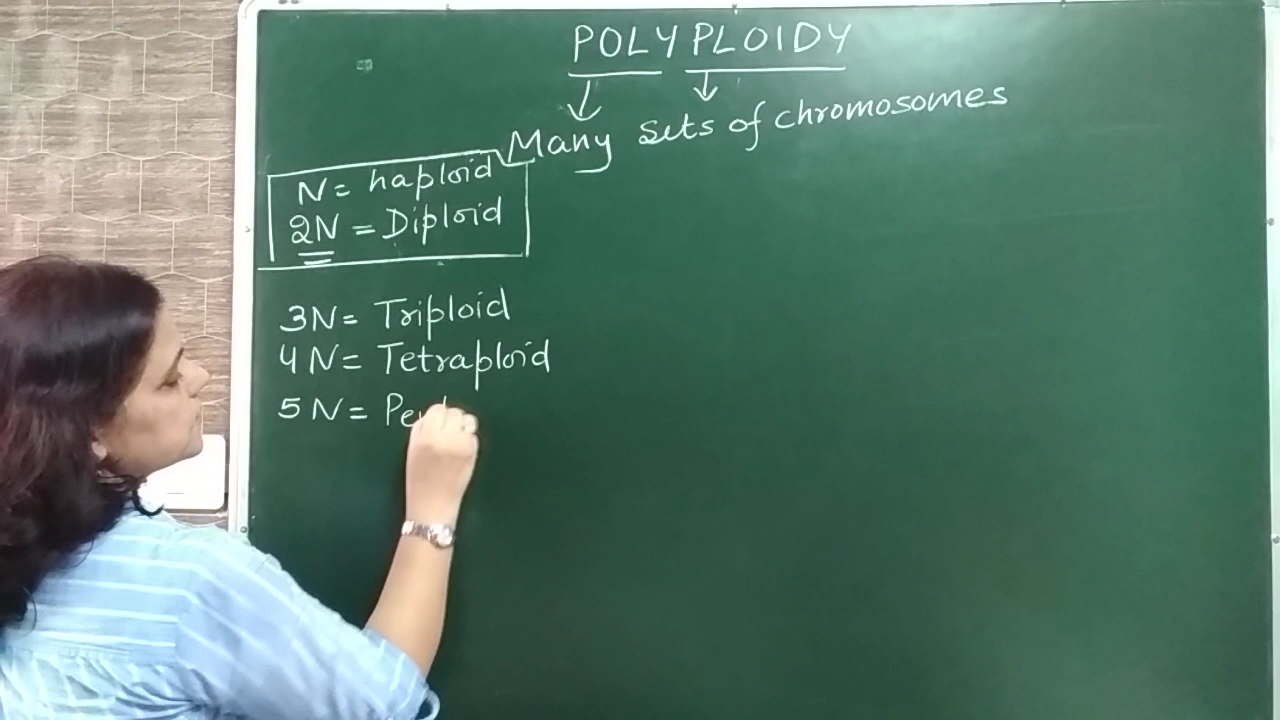 POLYPLOIDY
Many sets of chromosomes
N = haploid
2N = Diploid
3N = Triploid
4N = Tetraploid
5N =